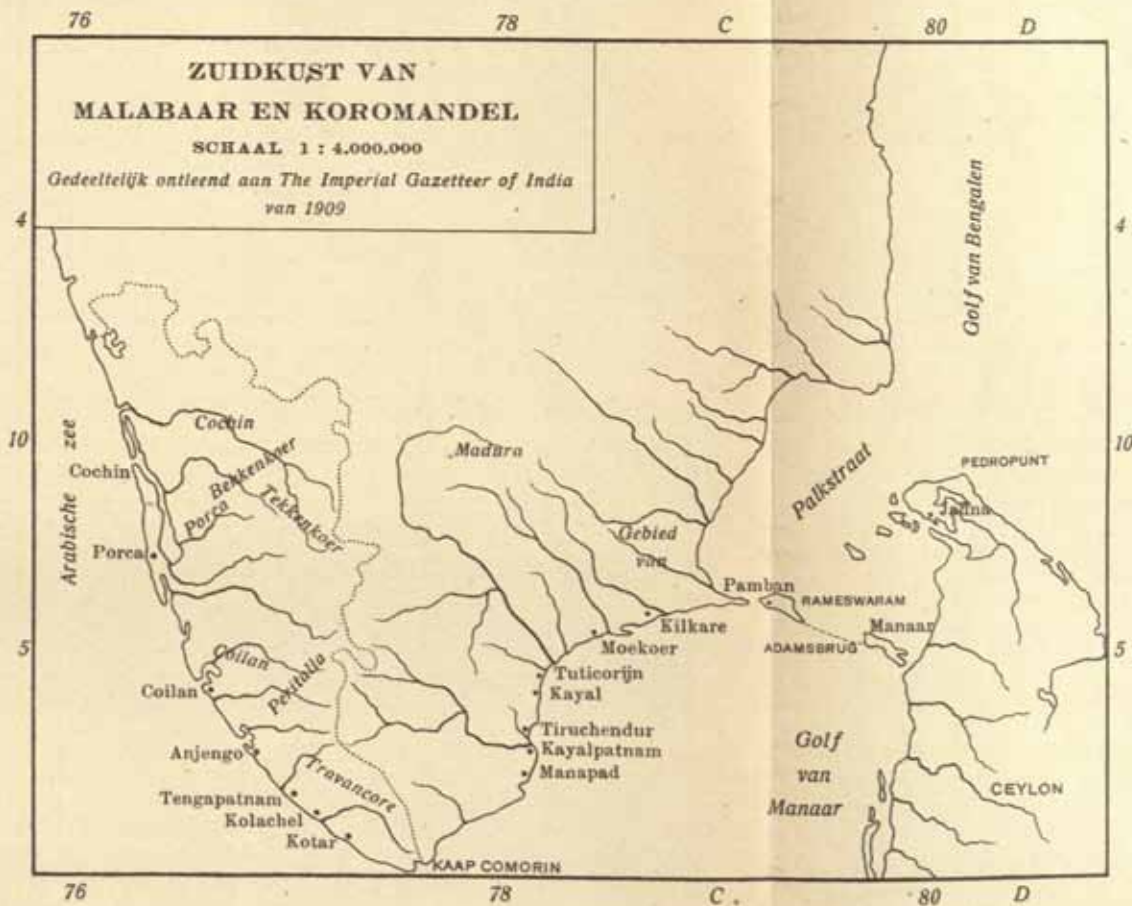 76 78 C 80 D
ZUIDKUST VAN
MALABAAR EN KOROMANDEL
SCHAAL 1 : 4.000.000
Gedeeltelijk ontleend aan The Imperial Gazetteer of India
van 1909
4
4
Golf van Bengalen
Arabische zee
10
10
Cochin
Cochin
Bekkenkoer
Porca
Tekkenkoer
Porca
Madura
Palkstraat
PEDROPUNT
Jafna
Gebied
van
Pamban
RAMESWARAM
Kilkare
Manaar
Moekoer
ADAMSBRUG
5
5
Coilan
Coilan
Pekitalla
Tuticorijn
Kayal
Tiruchendur
Kayalpatnam
Manapad
Anjengo
Travancore
Tengapatnam
Kolachel
Kotar
KAAP COMORIN
Golf
van
Manaar
CEYLON
76 78 C 80 D